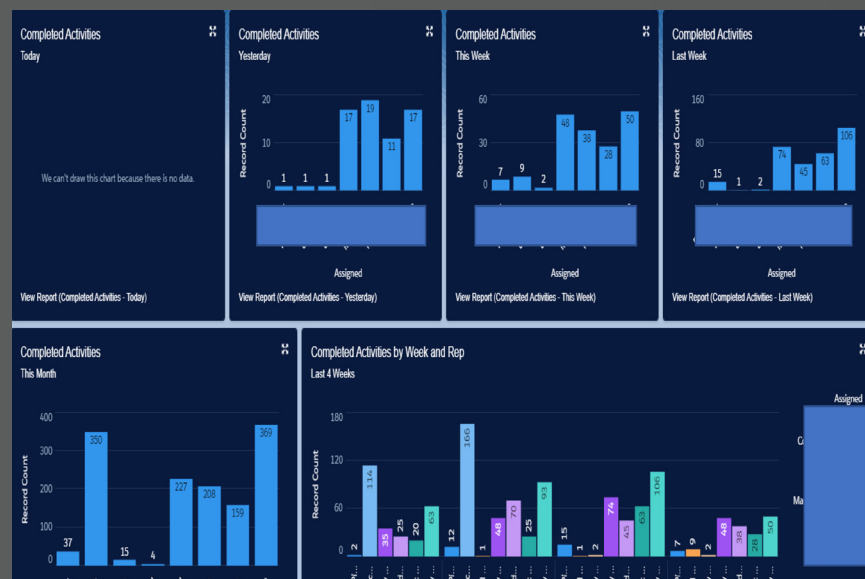 Completed Activities
Today
We can't draw this chart because there is no data.
View Report (Completed Activities - Today)
Completed Activities
Yesterday
Record Count
20
10
0
1
1
1
17
19
11
17
Assigned
View Report (Completed Activities - Yesterday)
Completed Activities
This Week
Record Count
60
30
0
7
9
2
48
38
28
50
Assigned
View Report (Completed Activities - This Week)
Completed Activities
Last Week
Record Count
160
80
0
15
1
2
74
45
63
106
Assigned
View Report (Completed Activities - Last Week)
Completed Activities
This Month
Record Count
400
300
200
100
0
37
350
15
4
227
208
159
369
Completed Activities by Week and Rep
Last 4 Weeks
Record Count
180
120
60
0
2
114
35
25
20
63
12
166
1
48
70
25
93
15
1
2
74
45
63
106
7
9
2
48
38
28
50
Assigned
Ma